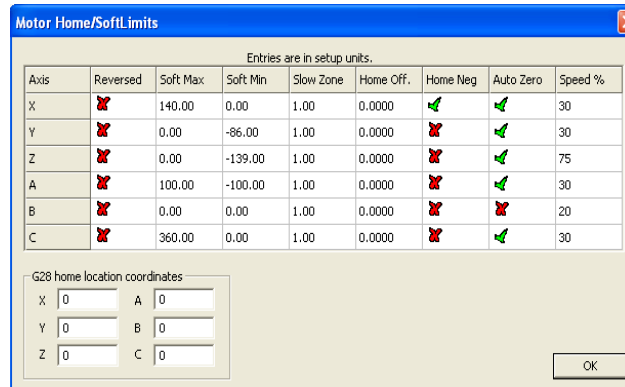 Motor Home/SoftLimits
Entries are in setup units.
Axis Reversed Soft Max Soft Min Slow Zone Home Off. Home Neg Auto Zero Speed %
X 140.00 0.00 1.00 0.0000 30
Y 0.00 -86.00 1.00 0.0000 30
Z 0.00 -139.00 1.00 0.0000 75
A 100.00 -100.00 1.00 0.0000 30
B 0.00 0.00 1.00 0.0000 20
C 360.00 0.00 1.00 0.0000 30
G28 home location coordinates
X 0 A 0
Y 0 B 0
Z 0 C 0
OK